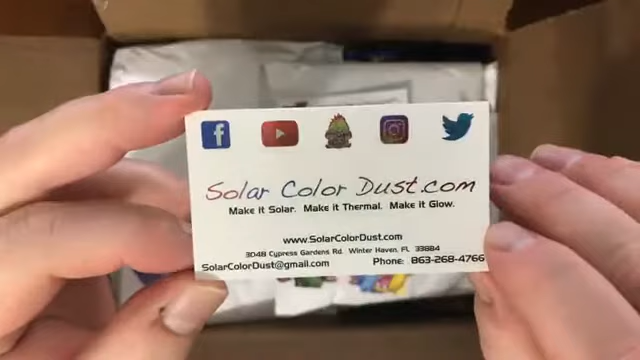 Solar Color Dust.com
Make it Solar. Make it Thermal. Make it Glow.
www.SolarColorDust.com
3048 Cypress Gardens Rd. Winter Haven, FL 33884
SolarColorDust@gmail.com Phone: 863-268-4766